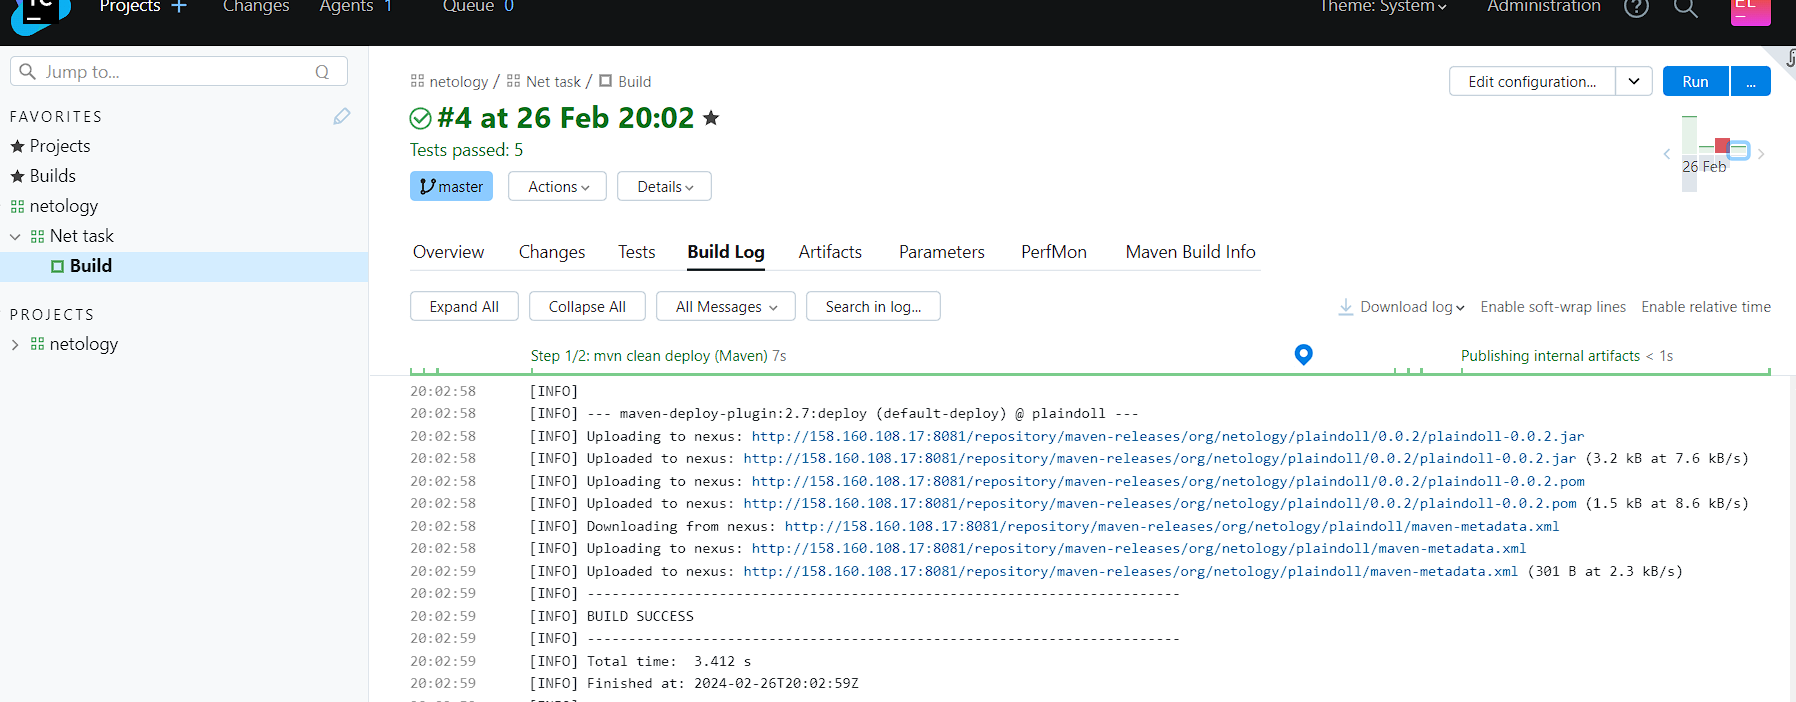 TC
Projects +
Changes
Agents 1
Queue 0
Theme: System
Administration
?
EL
Jump to... Q
FAVORITES
Projects
Builds
netology
Net task
Build
PROJECTS
netology
netology / Net task / Build
Edit configuration...
Run ...
#4 at 26 Feb 20:02
Tests passed: 5
26 Feb
master Actions Details
Overview Changes Tests Build Log Artifacts Parameters PerfMon Maven Build Info
Expand All Collapse All All Messages Search in log... Download log Enable soft-wrap lines Enable relative time
Step 1/2: mvn clean deploy (Maven) 7s Publishing internal artifacts < 1s
20:02:58 [INFO]
20:02:58 [INFO] --- maven-deploy-plugin:2.7:deploy (default-deploy) @ plaindoll ---
20:02:58 [INFO] Uploading to nexus: http://158.160.108.17:8081/repository/maven-releases/org/netology/plaindoll/0.0.2/plaindoll-0.0.2.jar
20:02:58 [INFO] Uploaded to nexus: http://158.160.108.17:8081/repository/maven-releases/org/netology/plaindoll/0.0.2/plaindoll-0.0.2.jar (3.2 kB at 7.6 kB/s)
20:02:58 [INFO] Uploading to nexus: http://158.160.108.17:8081/repository/maven-releases/org/netology/plaindoll/0.0.2/plaindoll-0.0.2.pom
20:02:58 [INFO] Uploaded to nexus: http://158.160.108.17:8081/repository/maven-releases/org/netology/plaindoll/0.0.2/plaindoll-0.0.2.pom (1.5 kB at 8.6 kB/s)
20:02:58 [INFO] Downloading from nexus: http://158.160.108.17:8081/repository/maven-releases/org/netology/plaindoll/maven-metadata.xml
20:02:58 [INFO] Uploading to nexus: http://158.160.108.17:8081/repository/maven-releases/org/netology/plaindoll/maven-metadata.xml
20:02:59 [INFO] Uploaded to nexus: http://158.160.108.17:8081/repository/maven-releases/org/netology/plaindoll/maven-metadata.xml (301 B at 2.3 kB/s)
20:02:59 [INFO] ------------------------------------------------------------------------
20:02:59 [INFO] BUILD SUCCESS
20:02:59 [INFO] ------------------------------------------------------------------------
20:02:59 [INFO] Total time:  3.412 s
20:02:59 [INFO] Finished at: 2024-02-26T20:02:59Z